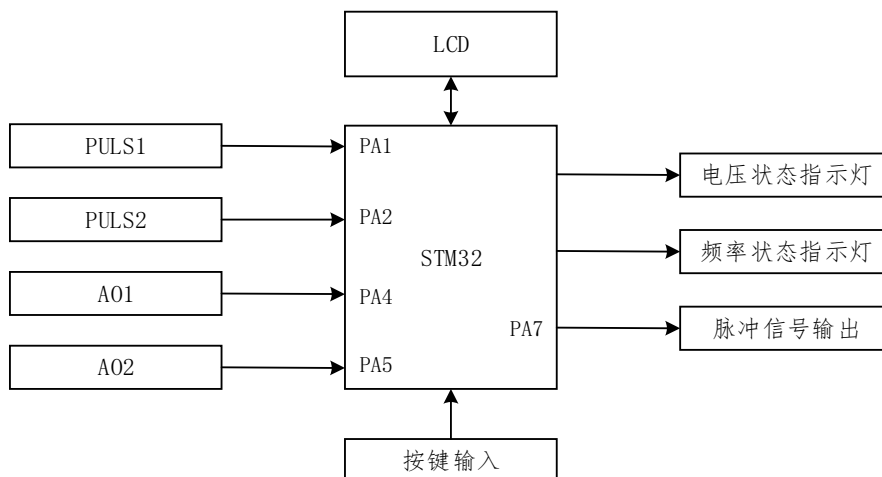 LCD
PULS1
PA1
电压状态指示灯
PULS2
PA2
频率状态指示灯
STM32
AO1
PA4
脉冲信号输出
PA7
AO2
PA5
按键输入